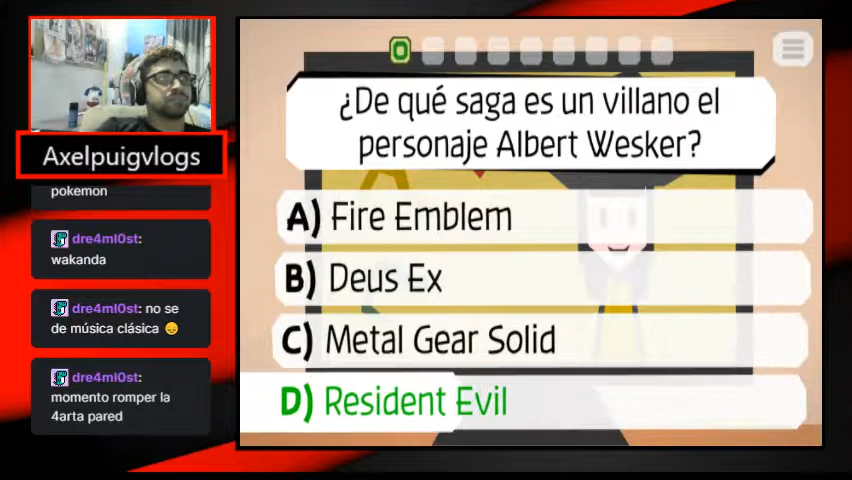 Axelpuigvlogs
pokemon
dre4ml0st:
wakanda
dre4ml0st: no se
de música clásica 😔
dre4ml0st:
momento romper la
4arta pared
¿De qué saga es un villano el
personaje Albert Wesker?
A) Fire Emblem
B) Deus Ex
C) Metal Gear Solid
D) Resident Evil